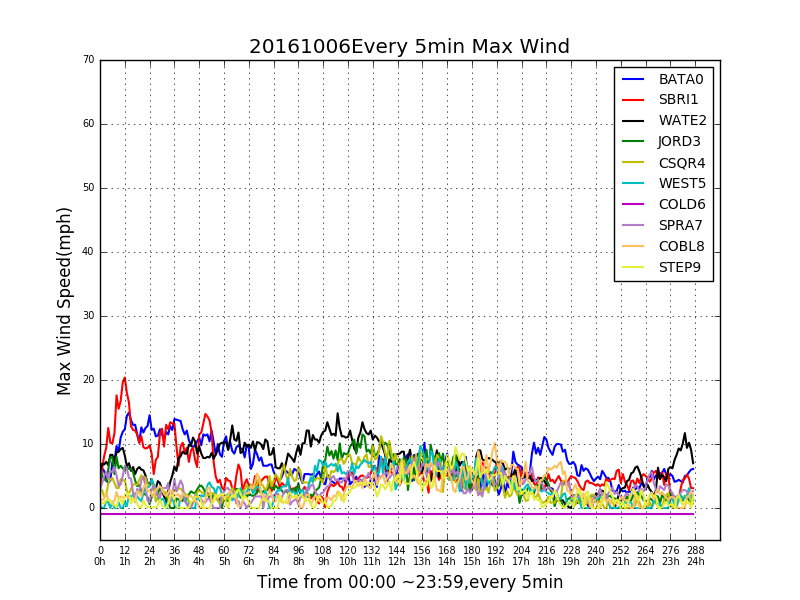 20161006Every 5min Max Wind
70
60
50
40
30
20
10
0
Max Wind Speed(mph)
BATA0
SBRI1
WATE2
JORD3
CSQR4
WEST5
COLD6
SPRA7
COBL8
STEP9
0 12 24 36 48 60 72 84 96 108 120 132 144 156 168 180 192 204 216 228 240 252 264 276 288
0h 1h 2h 3h 4h 5h 6h 7h 8h 9h 10h 11h 12h 13h 14h 15h 16h 17h 18h 19h 20h 21h 22h 23h 24h
Time from 00:00 ~23:59,every 5min